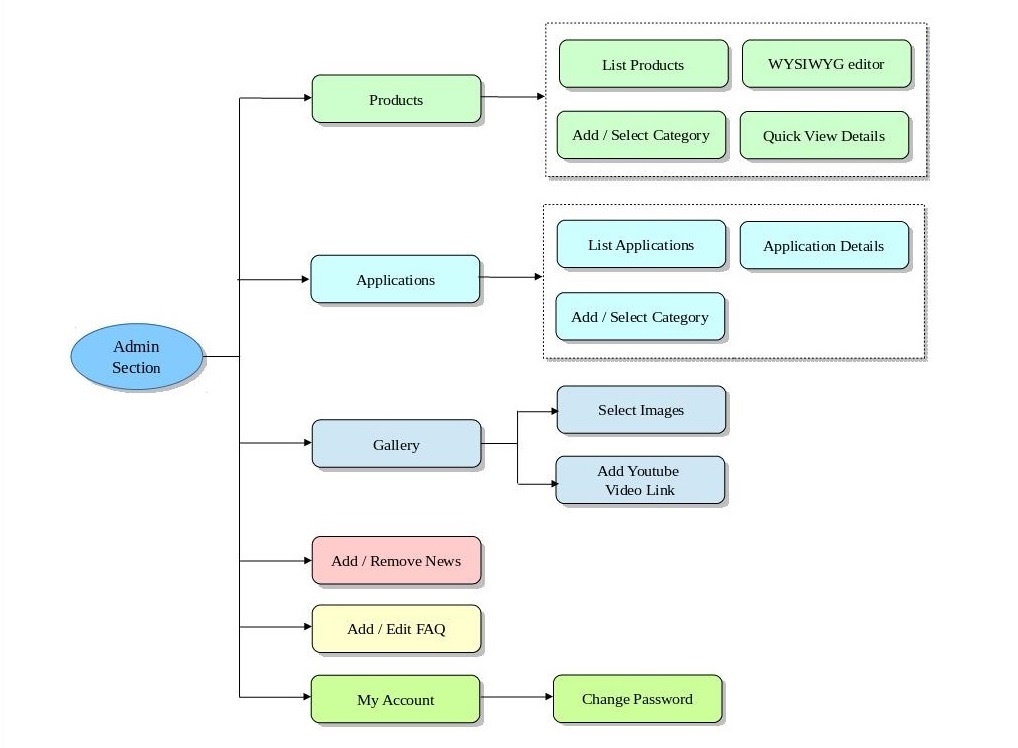 List Products
WYSIWYG editor
Products
Add / Select Category
Quick View Details
List Applications
Application Details
Applications
Add / Select Category
Admin
Section
Select Images
Gallery
Add Youtube
Video Link
Add / Remove News
Add / Edit FAQ
My Account
Change Password